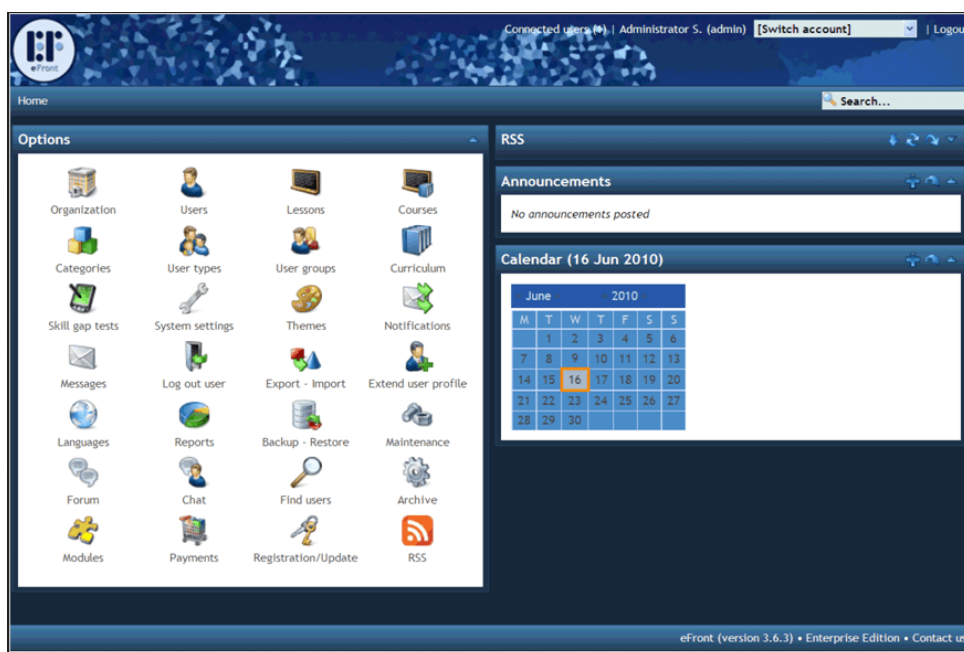 Connected users (1) | Administrator S. (admin) [Switch account] | Logou
eFront
Home
Search...
Options
Organization Users Lessons Courses
Categories User types User groups Curriculum
Skill gap tests System settings Themes Notifications
Messages Log out user Export - Import Extend user profile
Languages Reports Backup - Restore Maintenance
Forum Chat Find users Archive
Modules Payments Registration/Update RSS
RSS
Announcements
No announcements posted
Calendar (16 Jun 2010)
June 2010
M T W T F S S
1 2 3 4 5 6
7 8 9 10 11 12 13
14 15 16 17 18 19 20
21 22 23 24 25 26 27
28 29 30
eFront (version 3.6.3) • Enterprise Edition • Contact us